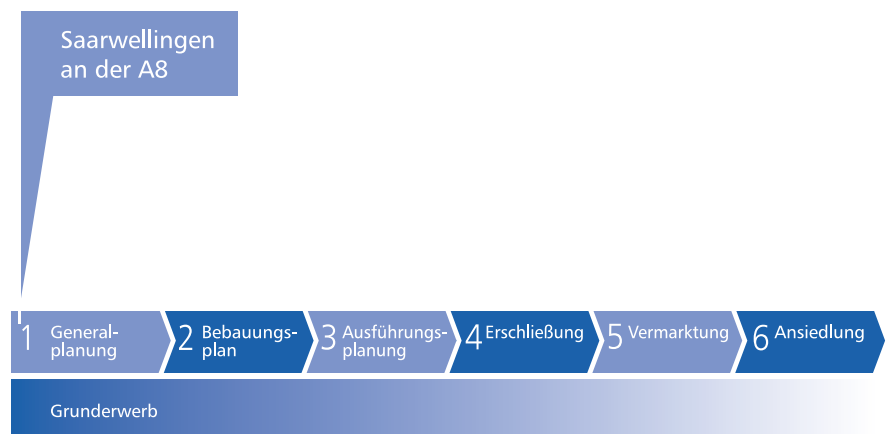 Saarwellingen
an der A8
1 General-
planung
2 Bebauungs-
plan
3 Ausführungs-
planung
4 Erschließung
5 Vermarktung
6 Ansiedlung
Grunderwerb